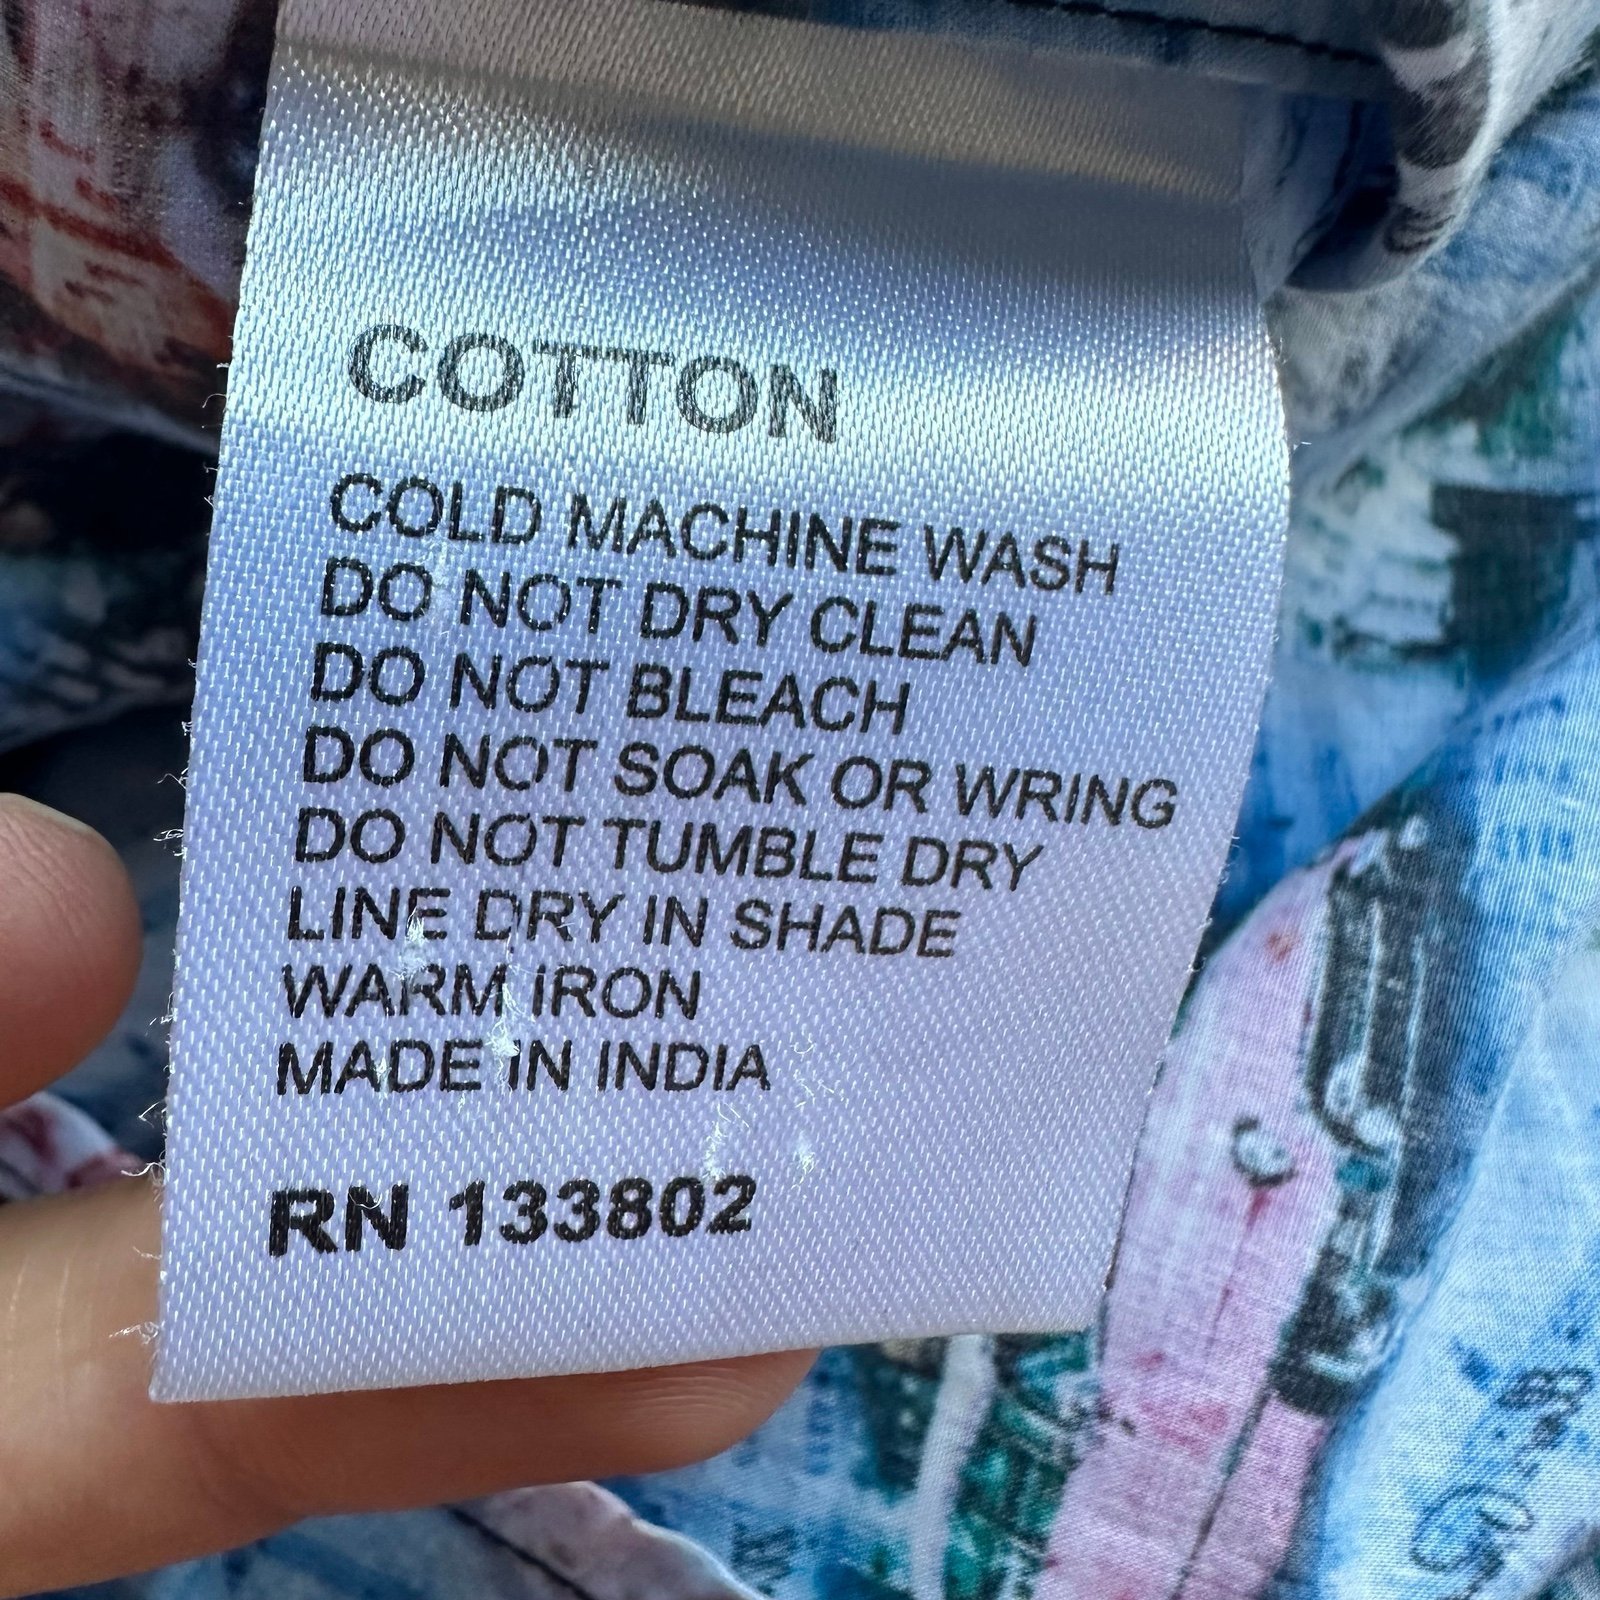 COTTON
COLD MACHINE WASH
DO NOT DRY CLEAN
DO NOT BLEACH
DO NOT SOAK OR WRING
DO NOT TUMBLE DRY
LINE DRY IN SHADE
WARM IRON
MADE IN INDIA
RN 133802